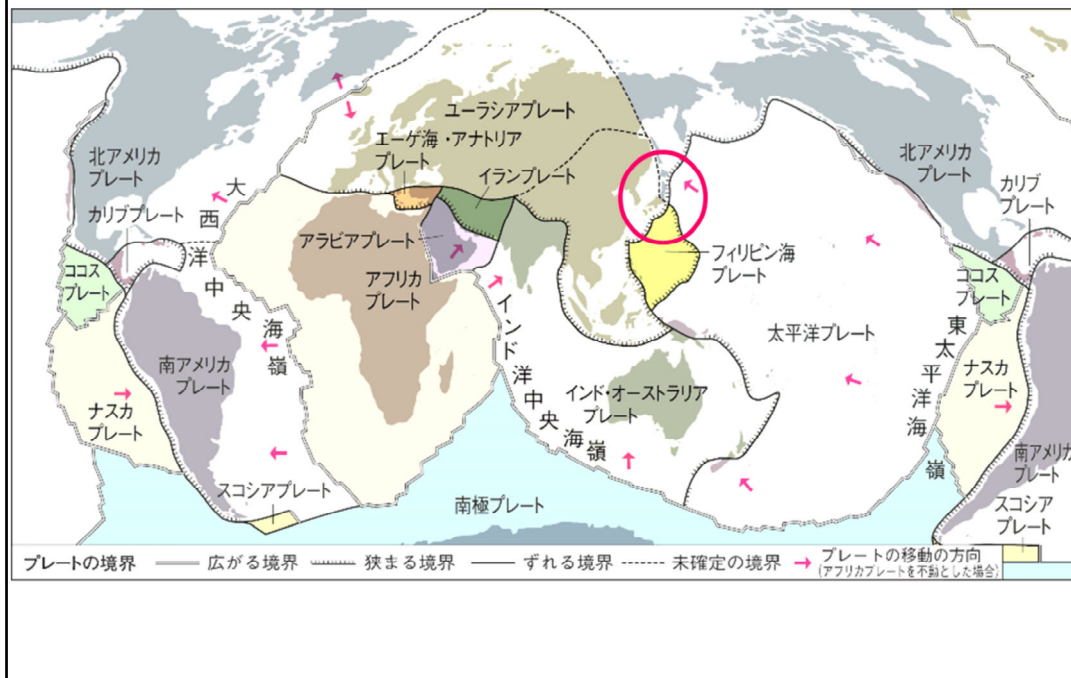 ユーラシアプレート
エーゲ海・アナトリア
プレート
イランプレート
北アメリカ
プレート
カリブプレート
大西洋中央海嶺
アラビアプレート
アフリカ
プレート
ココス
プレート
南アメリカ
プレート
ナスカ
プレート
スコシアプレート
インド洋中央海嶺
インド・オーストラリア
プレート
フィリピン海
プレート
太平洋プレート
南極プレート
東太平洋海嶺
北アメリカ
プレート
カリブ
プレート
ココス
プレート
ナスカ
プレート
南アメリカ
プレート
スコシア
プレート
プレートの境界 広がる境界 狭まる境界 ずれる境界 未確定の境界 プレートの移動の方向
(アフリカプレートを不動とした場合)